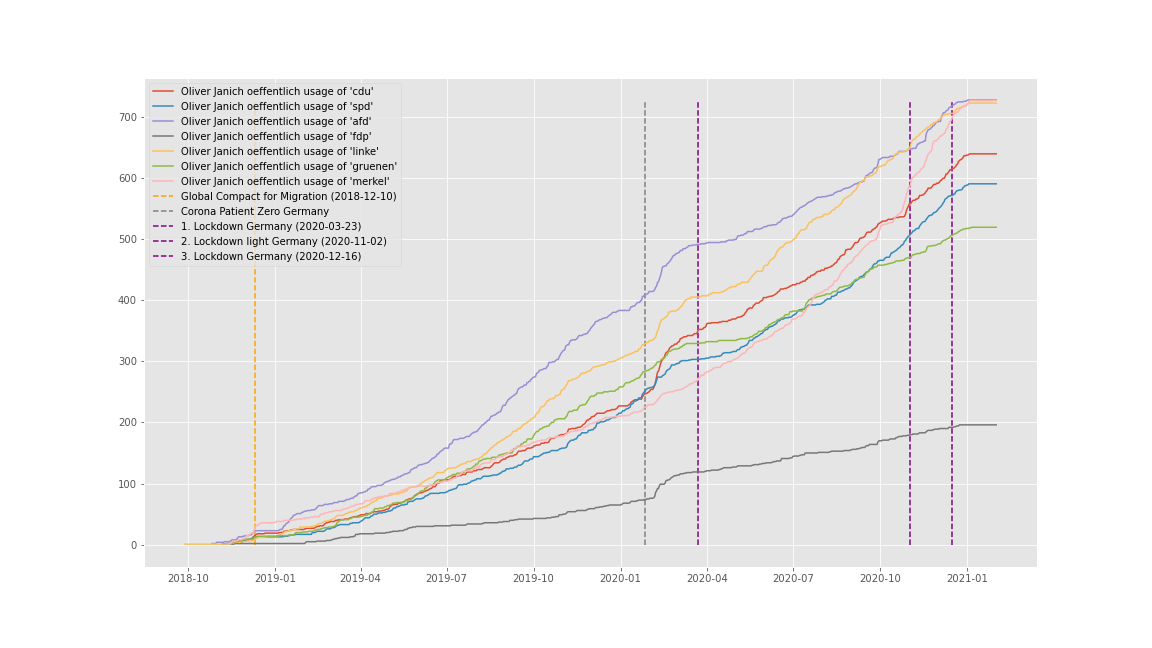 Oliver Janich oeffentlich usage of 'cdu'
Oliver Janich oeffentlich usage of 'spd'
Oliver Janich oeffentlich usage of 'afd'
Oliver Janich oeffentlich usage of 'fdp'
Oliver Janich oeffentlich usage of 'linke'
Oliver Janich oeffentlich usage of 'gruenen'
Oliver Janich oeffentlich usage of 'merkel'
Global Compact for Migration (2018-12-10)
Corona Patient Zero Germany
1. Lockdown Germany (2020-03-23)
2. Lockdown light Germany (2020-11-02)
3. Lockdown Germany (2020-12-16)
700
600
500
400
300
200
100
0
2018-10 2019-01 2019-04 2019-07 2019-10 2020-01 2020-04 2020-07 2020-10 2021-01